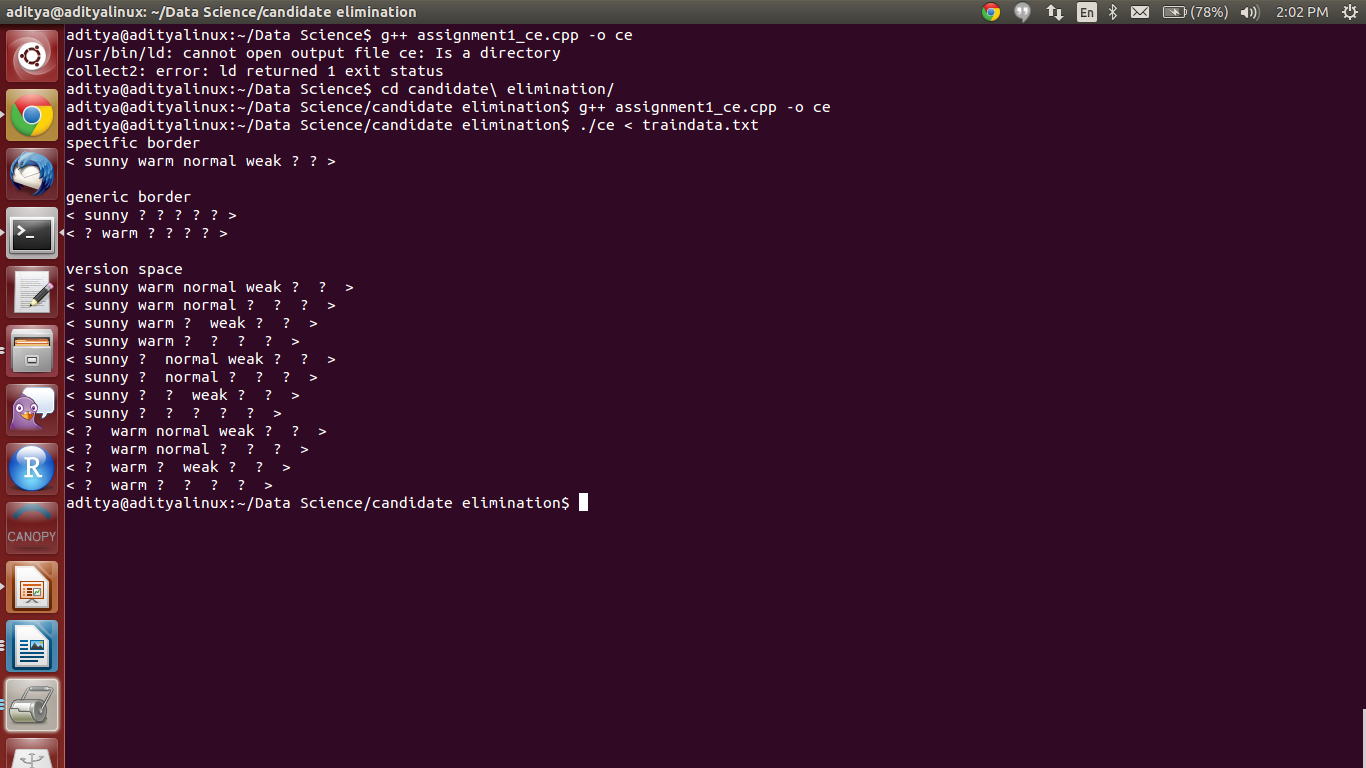 aditya@adityalinux: ~/Data Science/candidate elimination
En
(78%)
2:02 PM
aditya@adityalinux:~/Data Science$ g++ assignment1_ce.cpp -o ce
/usr/bin/ld: cannot open output file ce: Is a directory
collect2: error: ld returned 1 exit status
aditya@adityalinux:~/Data Science$ cd candidate\ elimination/
aditya@adityalinux:~/Data Science/candidate elimination$ g++ assignment1_ce.cpp -o ce
aditya@adityalinux:~/Data Science/candidate elimination$ ./ce < traindata.txt
specific border
< sunny warm normal weak ? ? >
generic border
< sunny ? ? ? ? ? >
< ? warm ? ? ? ? >
version space
< sunny warm normal weak ?  ?  >
< sunny warm normal ?  ?  ?  >
< sunny warm ?  weak ?  ?  >
< sunny warm ?  ?  ?  ?  >
< sunny ?  normal weak ?  ?  >
< sunny ?  normal ?  ?  ?  >
< sunny ?  ?  weak ?  ?  >
< sunny ?  ?  ?  ?  ?  >
< ?  warm normal weak ?  ?  >
< ?  warm normal ?  ?  ?  >
< ?  warm ?  weak ?  ?  >
< ?  warm ?  ?  ?  ?  >
aditya@adityalinux:~/Data Science/candidate elimination$
>_
R
CANOPY